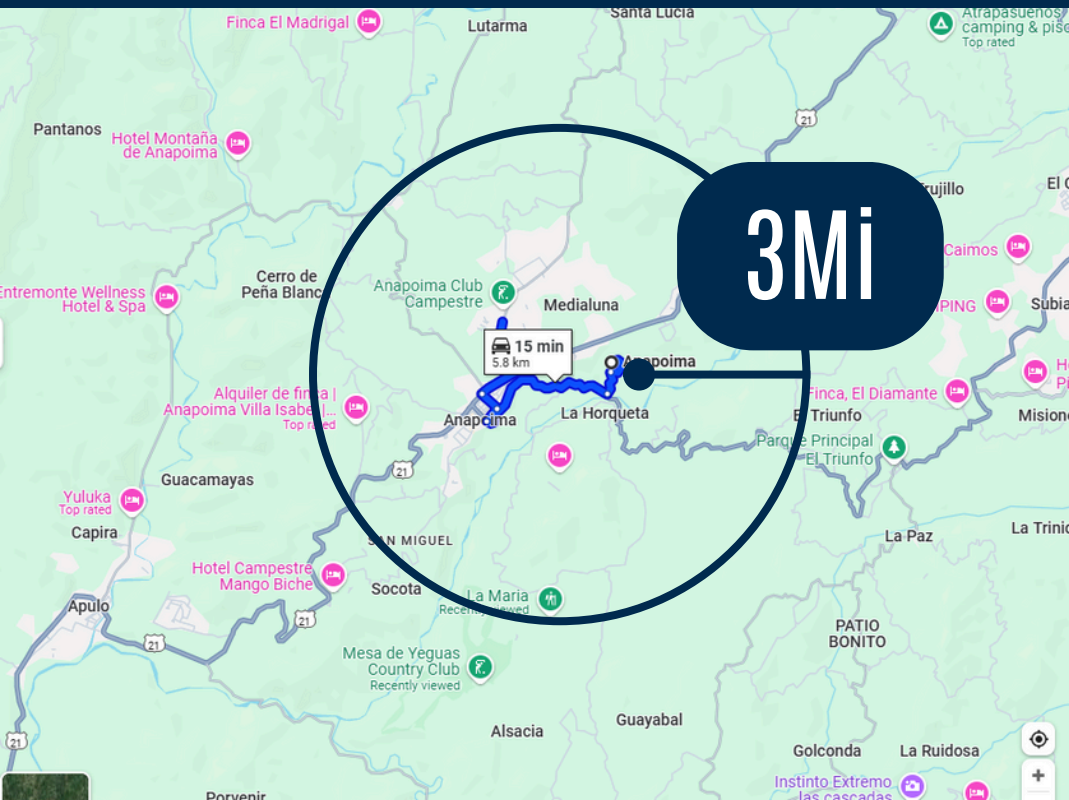 Finca El Madrigal
Lutarma
Santa Lucia
Atrapasueños
camping & pisc
Top rated
21
Pantanos
Hotel Montaña
de Anapoima
Trujillo
El C
3Mi
Caimos
Cerro de
Peña Blanc
Anapoima Club
Campestre
Medialuna
Entremonte Wellness
Hotel & Spa
PING
Subia
15 min
5.8 km
Anapoima
Alquiler de finca |
Anapoima Villa Isabel |...
Top rated
Finca, El Diamante
Anapoima
La Horqueta
El Triunfo
Misione
Parque Principal
El Triunfo
21
Guacamayas
Yuluka
Top rated
Capira
SAN MIGUEL
La Paz
La Trinid
Hotel Campestre
Mango Biche
Socota
La Maria
Recently viewed
Apulo
21
21
PATIO
BONITO
Mesa de Yeguas
Country Club
Recently viewed
Alsacia
Guayabal
21
Golconda
La Ruidosa
Instinto Extremo
las cascadas
Porvenir